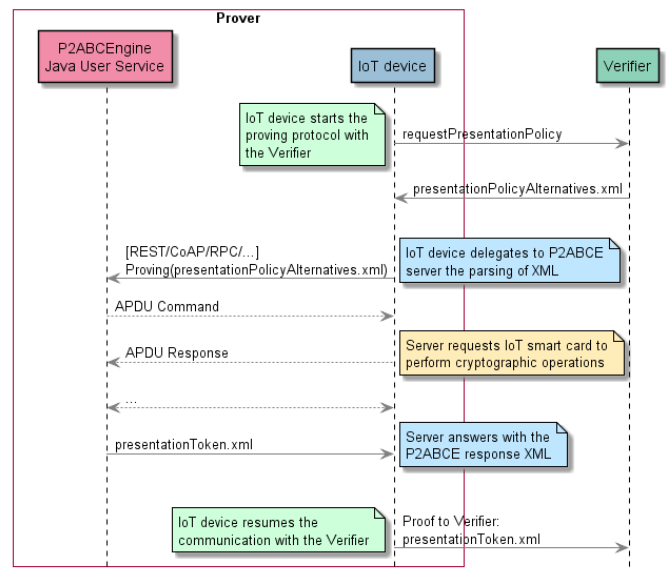 Prover
P2ABCEngine
Java User Service
IoT device
Verifier
IoT device starts the
proving protocol with
the Verifier
requestPresentationPolicy
presentationPolicyAlternatives.xml
[REST/CoAP/RPC/...]
Proving(presentationPolicyAlternatives.xml)
IoT device delegates to P2ABCE
server the parsing of XML
APDU Command
Server requests IoT smart card to
perform cryptographic operations
APDU Response
...
presentationToken.xml
Server answers with the
P2ABCE response XML
IoT device resumes the
communication with the Verifier
Proof to Verifier:
presentationToken.xml